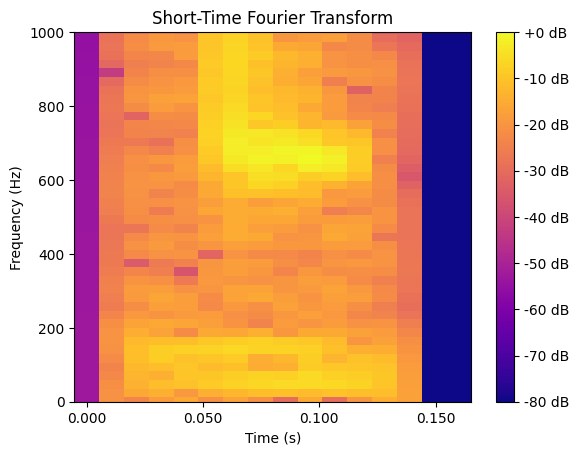 Short-Time Fourier Transform
1000
800
600
400
200
0
Frequency (Hz)
0.000
0.050
0.100
0.150
Time (s)
+0 dB
-10 dB
-20 dB
-30 dB
-40 dB
-50 dB
-60 dB
-70 dB
-80 dB